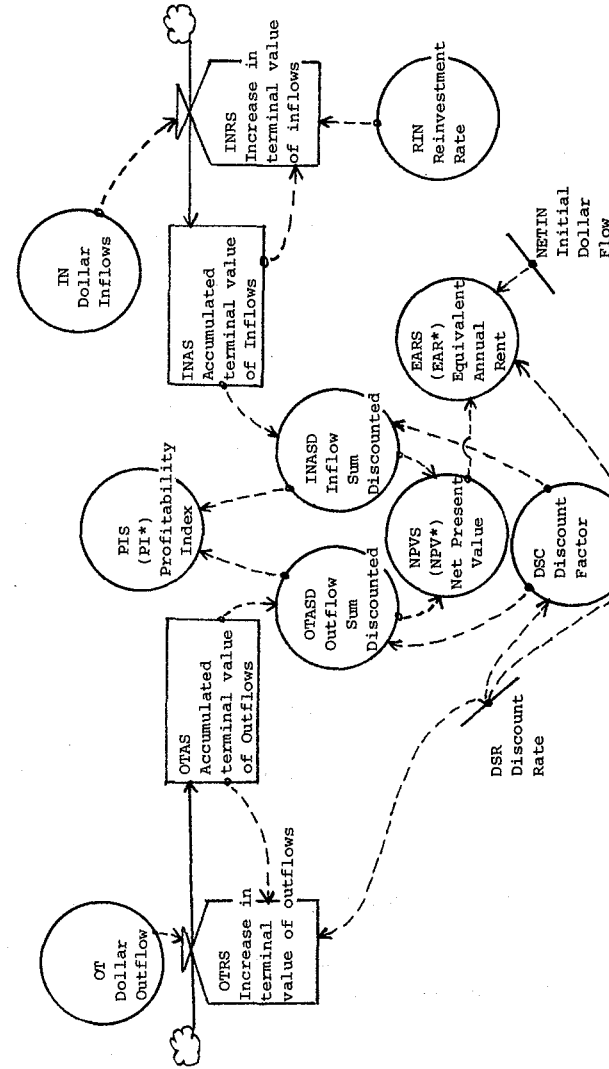 OT
Dollar
Outflow
OTRS
Increase in
terminal
value of outflows
OTAS
Accumulated
terminal value
of Outflows
PIS
(PI*)
Profitability
Index
OTASD
Outflow
Sum
Discounted
INASD
Inflow
Sum
Discounted
INAS
Accumulated
terminal value
of Inflows
IN
Dollar
Inflows
INRS
Increase in
terminal value
of inflows
RIN
Reinvestment
Rate
NPVS
(NPV*)
Net Present
Value
EARS
(EAR*)
Equivalent
Annual
Rent
DSR
Discount
Rate
DSC
Discount
Factor
NETIN
Initial
Dollar
Flow